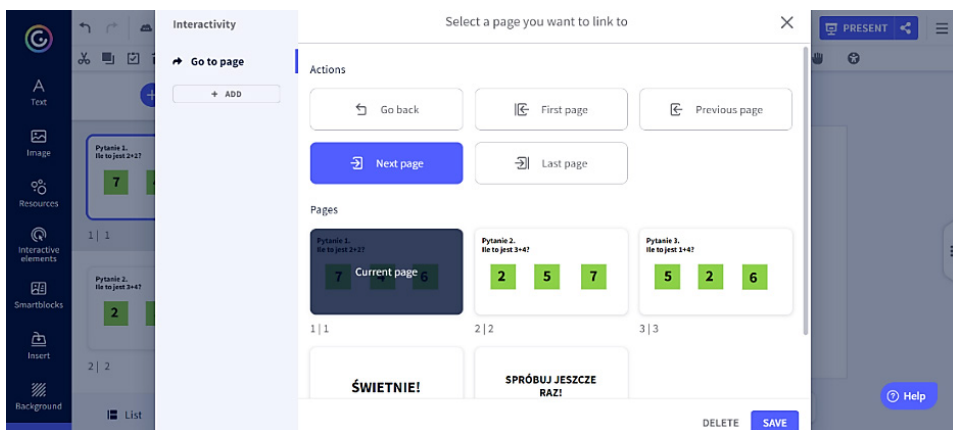 Interactivity
Go to page
+ ADD
Select a page you want to link to
PRESENT
Text
Image
Resources
Interactive
elements
Smartblocks
Insert
Background
Pytanie 1.
Ile to jest 2+2?
7
1 | 1
Pytanie 2.
Ile to jest 3+4?
2
2 | 2
List
Actions
Go back
First page
Previous page
Next page
Last page
Pages
Pytanie 1.
Ile to jest 2+2?
7 6
Current page
1 | 1
Pytanie 2.
Ile to jest 3+4?
2 5 7
2 | 2
Pytanie 3.
Ile to jest 1+4?
5 2 6
3 | 3
ŚWIETNIE!
SPRÓBUJ JESZCZE
RAZ!
DELETE
SAVE
Help